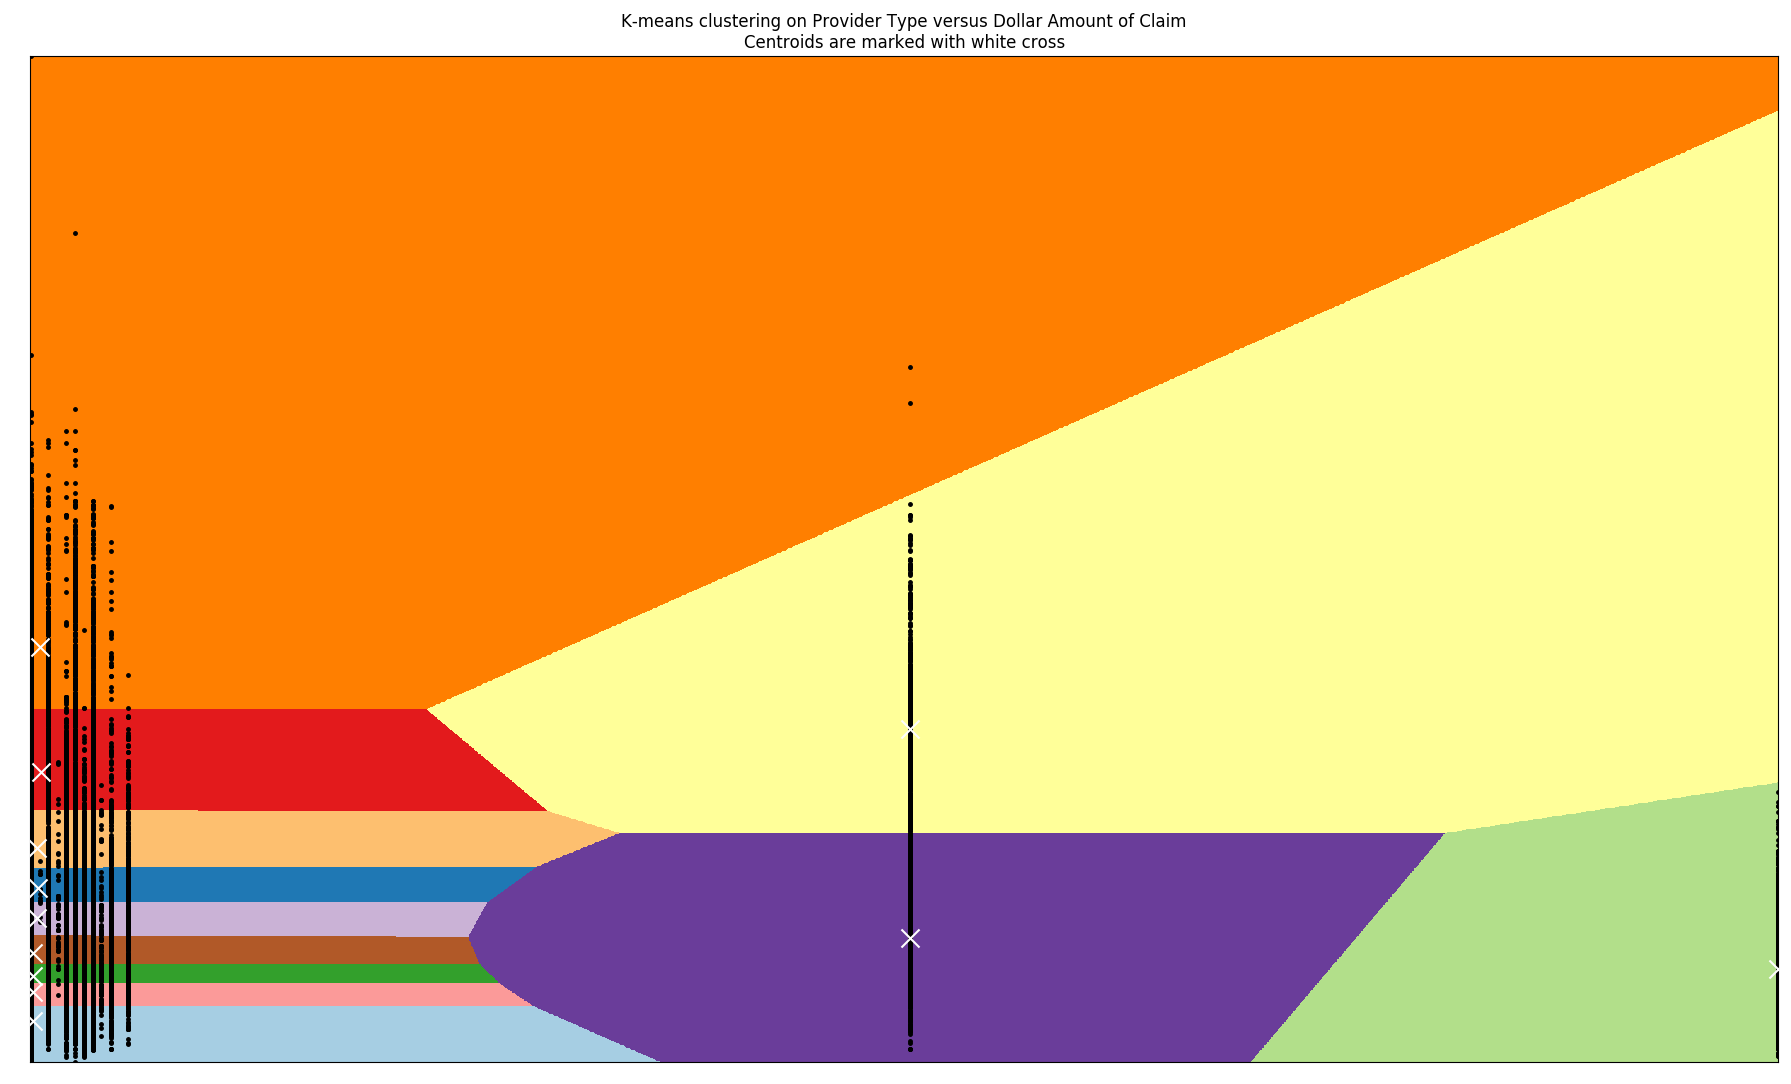 K-means clustering on Provider Type versus Dollar Amount of Claim
Centroids are marked with white cross